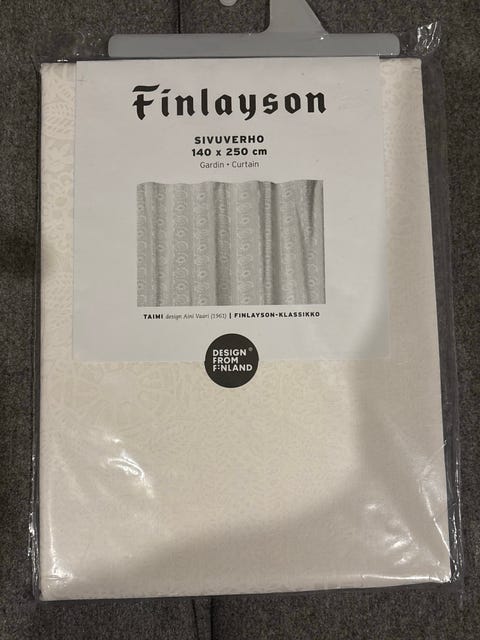 Finlayson
SIVUVERHO
140 x 250 cm
Gardin • Curtain
TAIMI design Aini Vaari (1961) | FINLAYSON-KLASSIKKO
DESIGN®
FROM
FINLAND